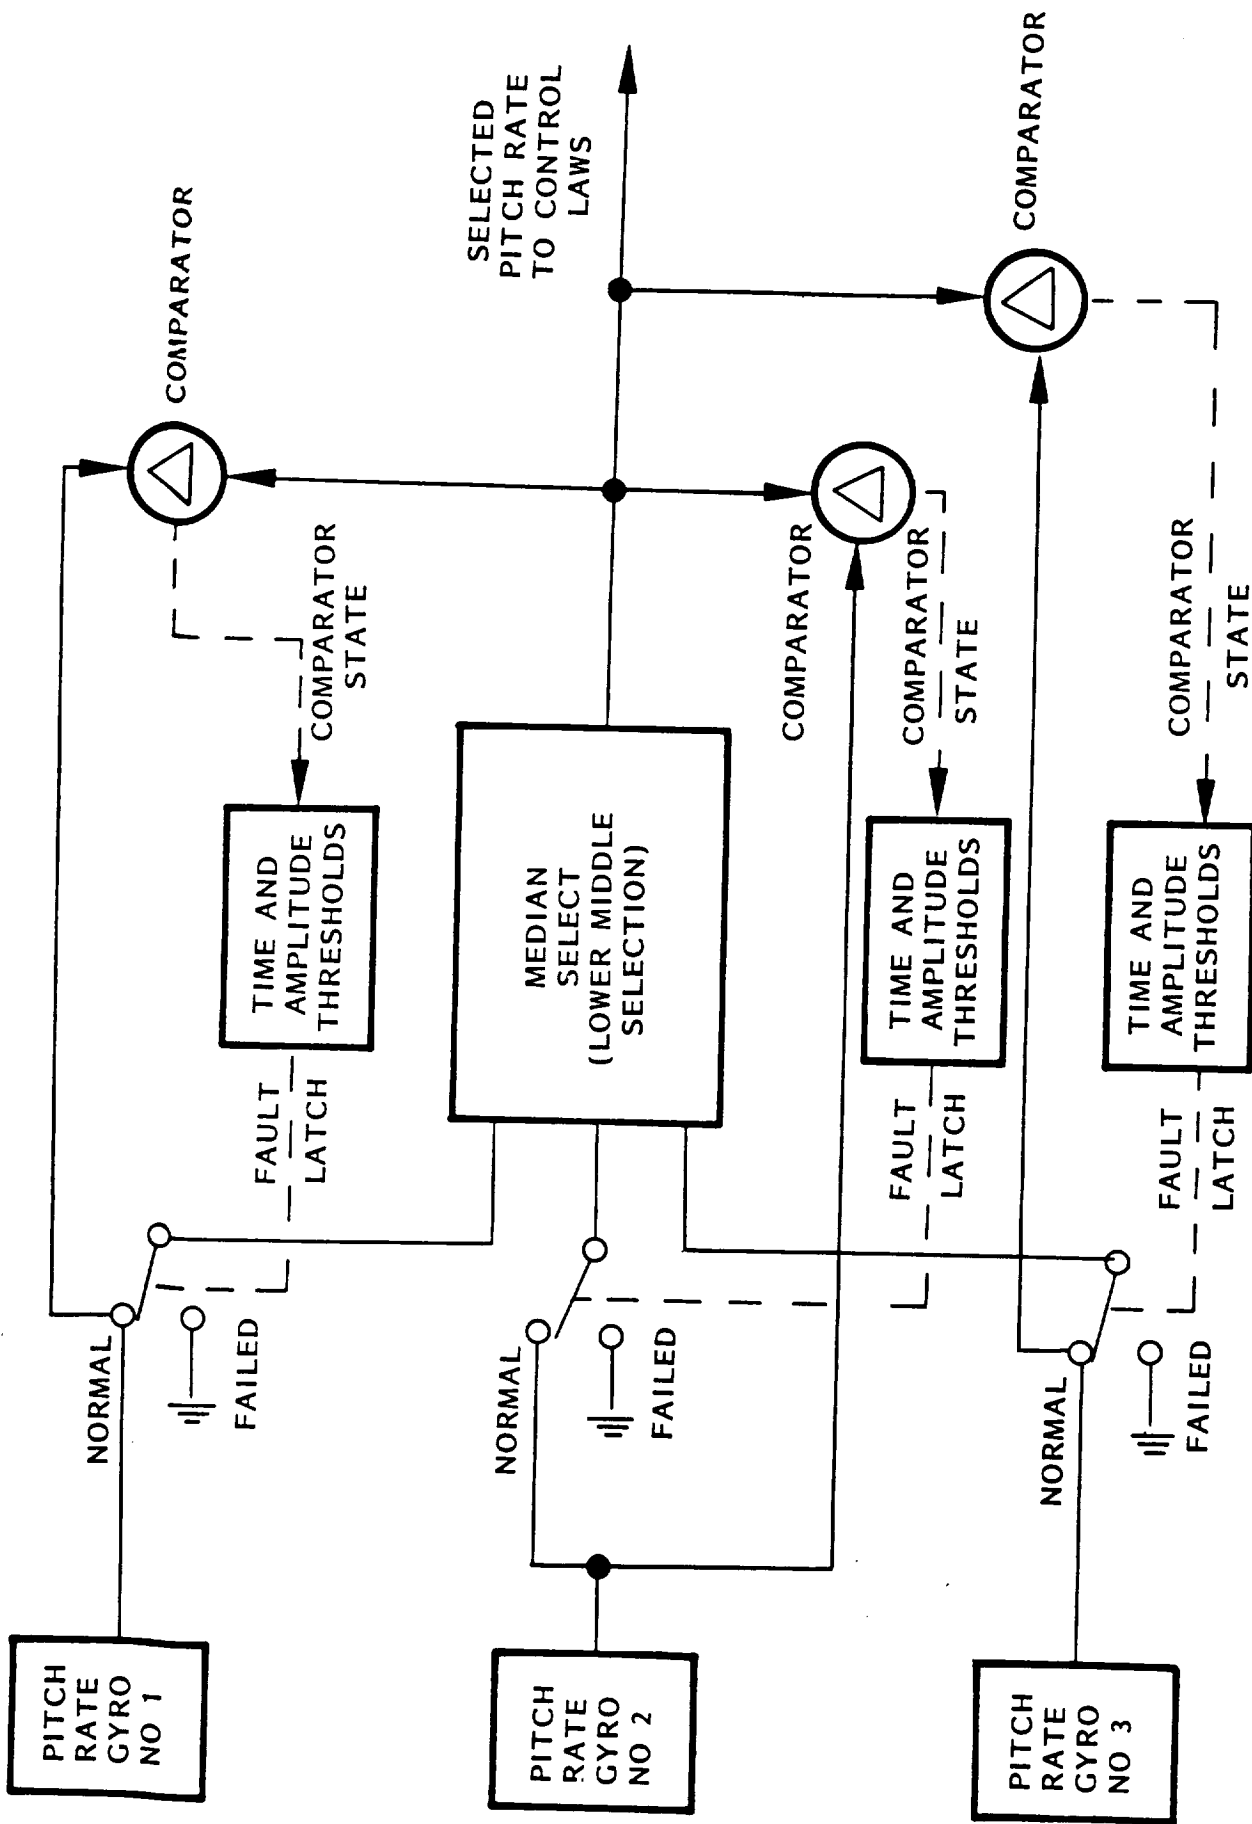 PITCH
RATE
GYRO
NO 1
NORMAL
FAILED
FAULT
LATCH
TIME AND
AMPLITUDE
THRESHOLDS
COMPARATOR
STATE
COMPARATOR
PITCH
RATE
GYRO
NO 2
NORMAL
FAILED
MEDIAN
SELECT
(LOWER MIDDLE
SELECTION)
SELECTED
PITCH RATE
TO CONTROL
LAWS
COMPARATOR
FAULT
LATCH
TIME AND
AMPLITUDE
THRESHOLDS
COMPARATOR
STATE
PITCH
RATE
GYRO
NO 3
NORMAL
FAILED
FAULT
LATCH
TIME AND
AMPLITUDE
THRESHOLDS
COMPARATOR
STATE
COMPARATOR